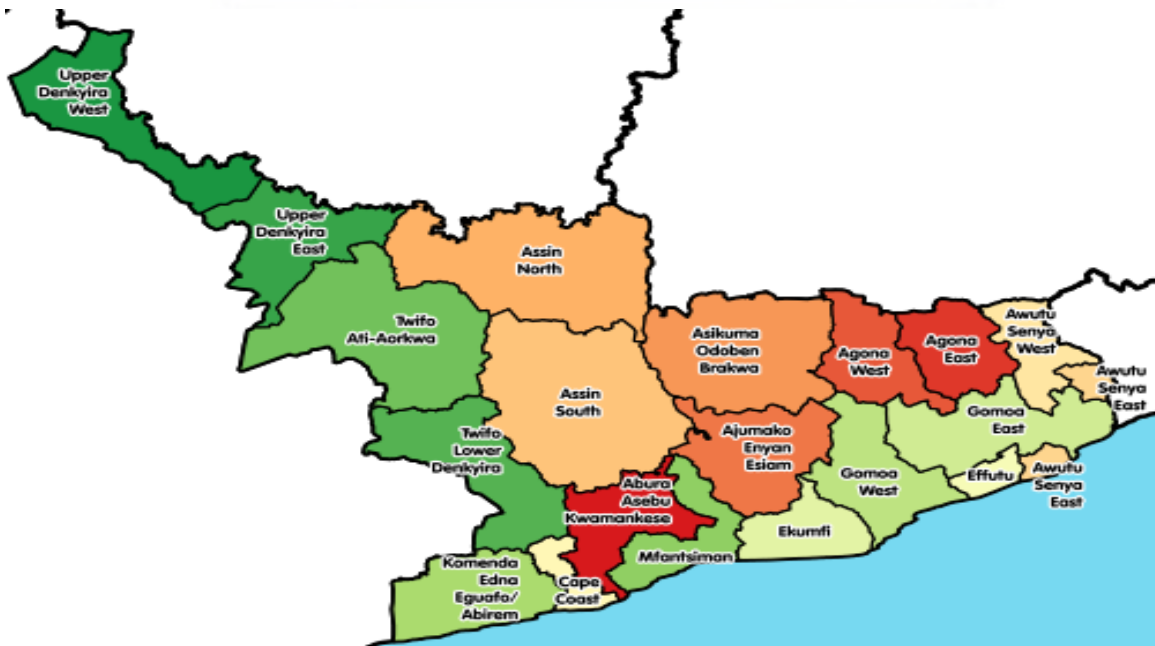 Upper
Denkyira
West
Upper
Denkyira
East
Assin
North
Twifo
Ati-Aorkwa
Asikuma
Odoben
Brakwa
Agona
West
Agona
East
Awutu
Senya
West
Awutu
Senya
East
Assin
South
Gomoa
East
Twifo
Lower
Denkyira
Ajumako
Enyan
Esiam
Abura
Asebu
Kwamankese
Gomoa
West
Effutu
Awutu
Senya
East
Ekumfi
Mfantsiman
Komenda
Edna
Eguafo/
Abirem
Cape
Coast